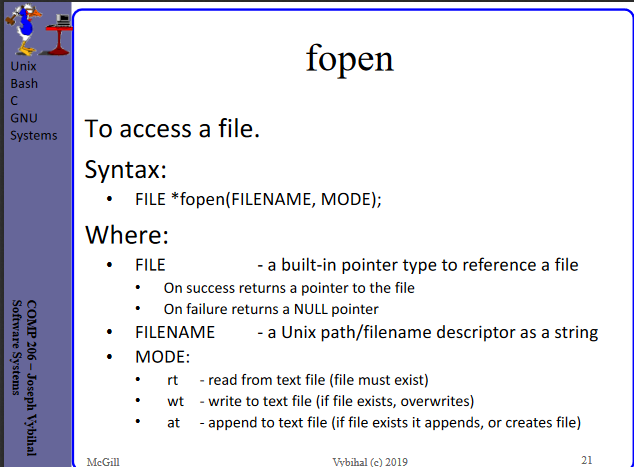 fopen
Unix
Bash
C
GNU
Systems
To access a file.
Syntax:
• FILE *fopen(FILENAME, MODE);
Where:
• FILE - a built-in pointer type to reference a file
• On success returns a pointer to the file
• On failure returns a NULL pointer
• FILENAME - a Unix path/filename descriptor as a string
• MODE:
• rt - read from text file (file must exist)
• wt - write to text file (if file exists, overwrites)
• at - append to text file (if file exists it appends, or creates file)
COMP 206 – Joseph Vybihal
Software Systems
McGill
Vybihal (c) 2019
21